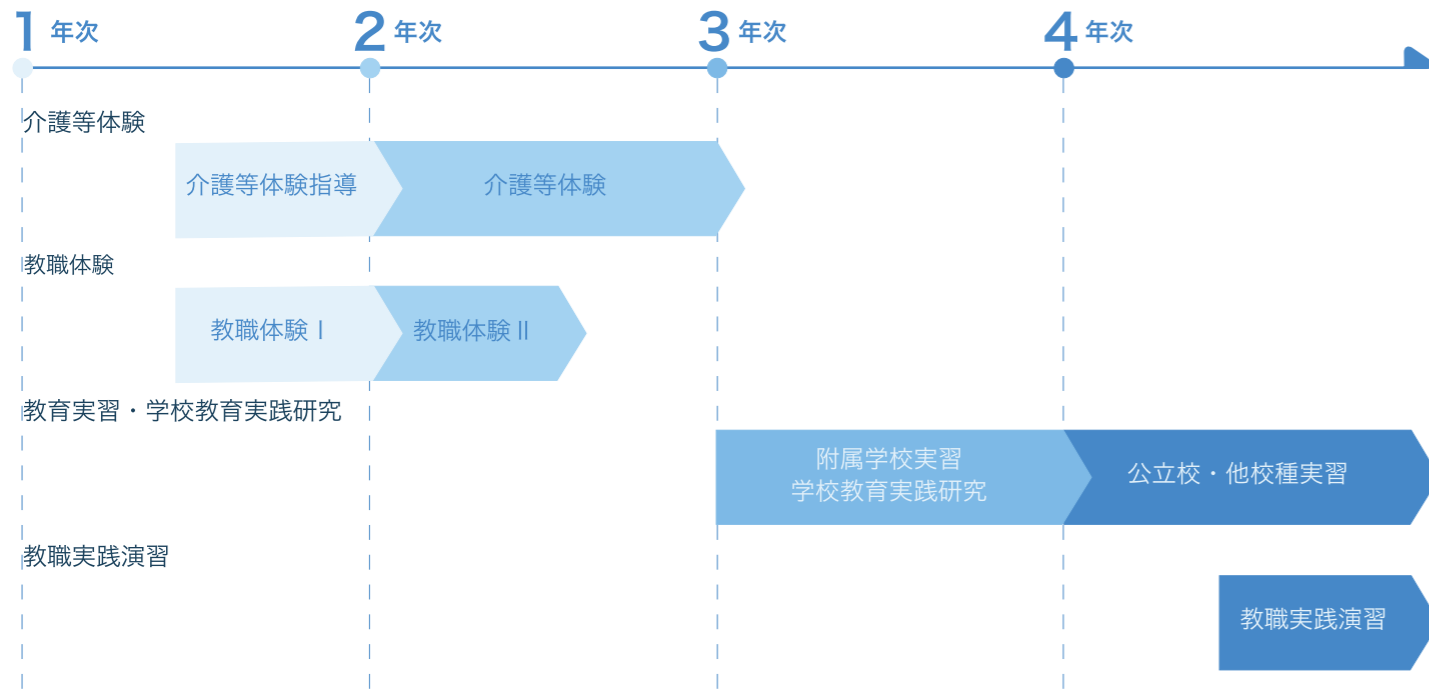 1 年次 2 年次 3 年次 4 年次
介護等体験
介護等体験指導 介護等体験
教職体験
教職体験Ⅰ 教職体験Ⅱ
教育実習・学校教育実践研究
附属学校実習
学校教育実践研究
公立校・他校種実習
教職実践演習
教職実践演習